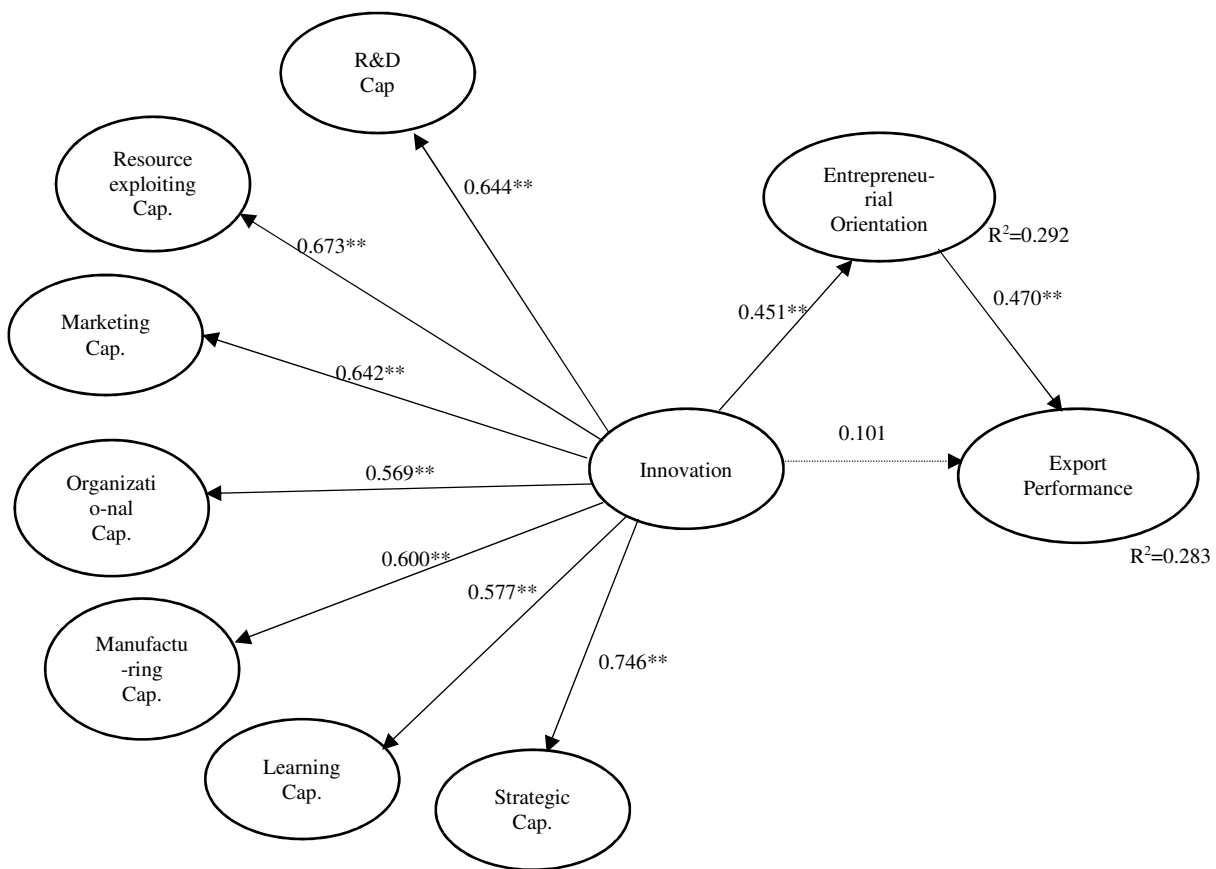 R&D
Cap
Resource
exploiting
Cap.
0.644**
Entrepreneu-
rial
Orientation
R²=0.292
0.673**
Marketing
Cap.
0.451**
0.470**
0.642**
Innovation
0.101
Export
Performance
R²=0.283
Organizati
o-nal
Cap.
0.569**
0.600**
0.577**
Manufactu
-ring
Cap.
0.746**
Learning
Cap.
Strategic
Cap.